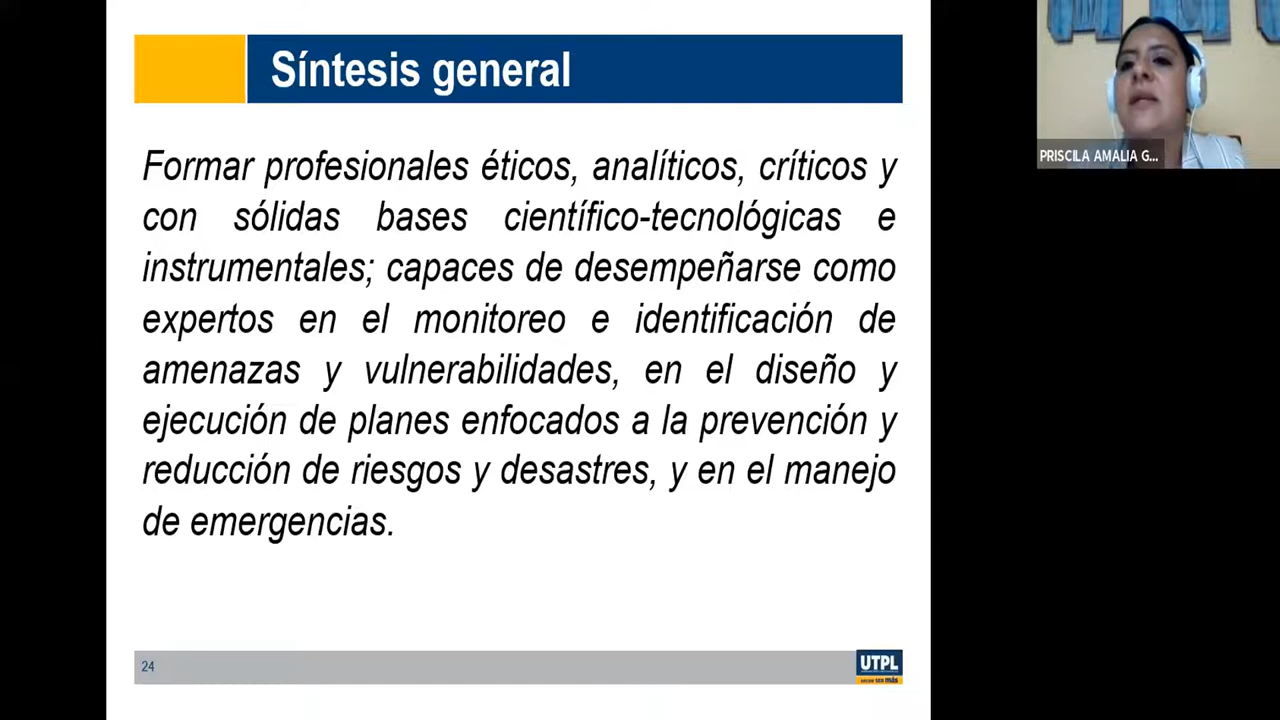 Síntesis general
PRISCILA AMALIA G...
Formar profesionales éticos, analíticos, críticos y
con sólidas bases científico-tecnológicas e
instrumentales; capaces de desempeñarse como
expertos en el monitoreo e identificación de
amenazas y vulnerabilidades, en el diseño y
ejecución de planes enfocados a la prevención y
reducción de riesgos y desastres, y en el manejo
de emergencias.
24
UTPL